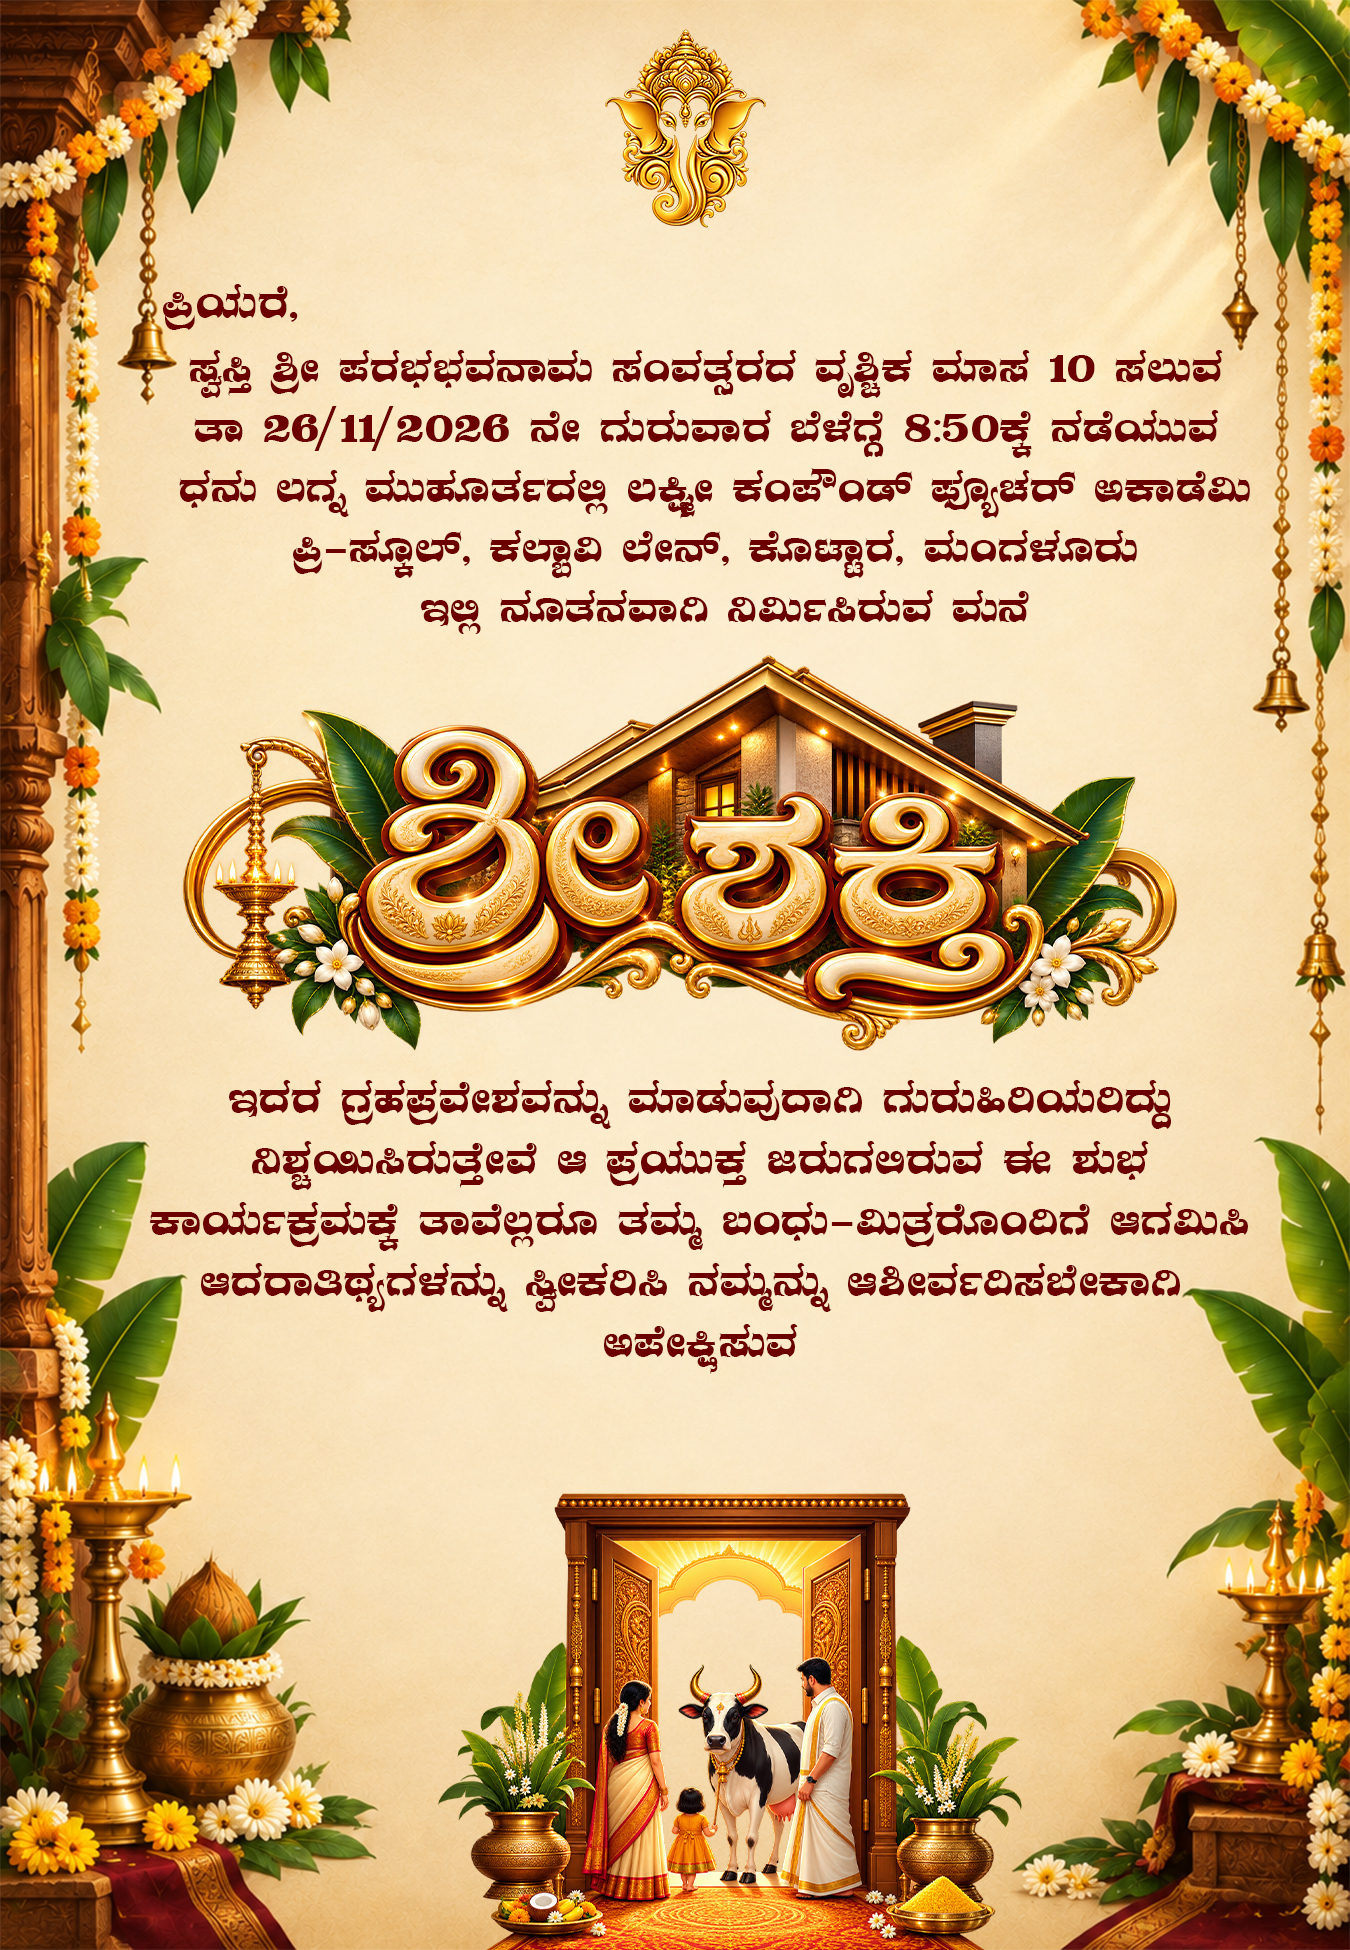 ಪ್ರಿಯರೆ,
ಸ್ವಸ್ತಿ ಶ್ರೀ ಪರಭಭವನಾಮ ಸಂವತ್ಸರದ ವೃಶ್ಚಿಕ ಮಾಸ 10 ಸಲುವ
ತಾ 26/11/2026 ನೇ ಗುರುವಾರ ಬೆಳೆಗ್ಗೆ 8:50ಕ್ಕೆ ನಡೆಯುವ
ಧನು ಲಗ್ನ ಮುಹೂರ್ತದಲ್ಲಿ ಲಕ್ಷ್ಮೀ ಕಂಪೌಂಡ್ ಫ್ಯೂಚರ್ ಅಕಾಡೆಮಿ
ಪ್ರಿ-ಸ್ಕೂಲ್, ಕಲ್ಬಾವಿ ಲೇನ್, ಕೊಟ್ಟಾರ, ಮಂಗಳೂರು
ಇಲ್ಲಿ ನೂತನವಾಗಿ ನಿರ್ಮಿಸಿರುವ ಮನೆ
ಶ್ರೀ ಶಕ್ತಿ
ಇದರ ಗ್ರಹಪ್ರವೇಶವನ್ನು ಮಾಡುವುದಾಗಿ ಗುರುಹಿರಿಯರಿದ್ದು
ನಿಶ್ಚಯಿಸಿರುತ್ತೇವೆ ಆ ಪ್ರಯುಕ್ತ ಜರುಗಲಿರುವ ಈ ಶುಭ
ಕಾರ್ಯಕ್ರಮಕ್ಕೆ ತಾವೆಲ್ಲರೂ ತಮ್ಮ ಬಂಧು-ಮಿತ್ರರೊಂದಿಗೆ ಆಗಮಿಸಿ
ಆದರಾತಿಥ್ಯಗಳನ್ನು ಸ್ವೀಕರಿಸಿ ನಮ್ಮನ್ನು ಆಶೀರ್ವದಿಸಬೇಕಾಗಿ
ಅಪೇಕ್ಷಿಸುವ